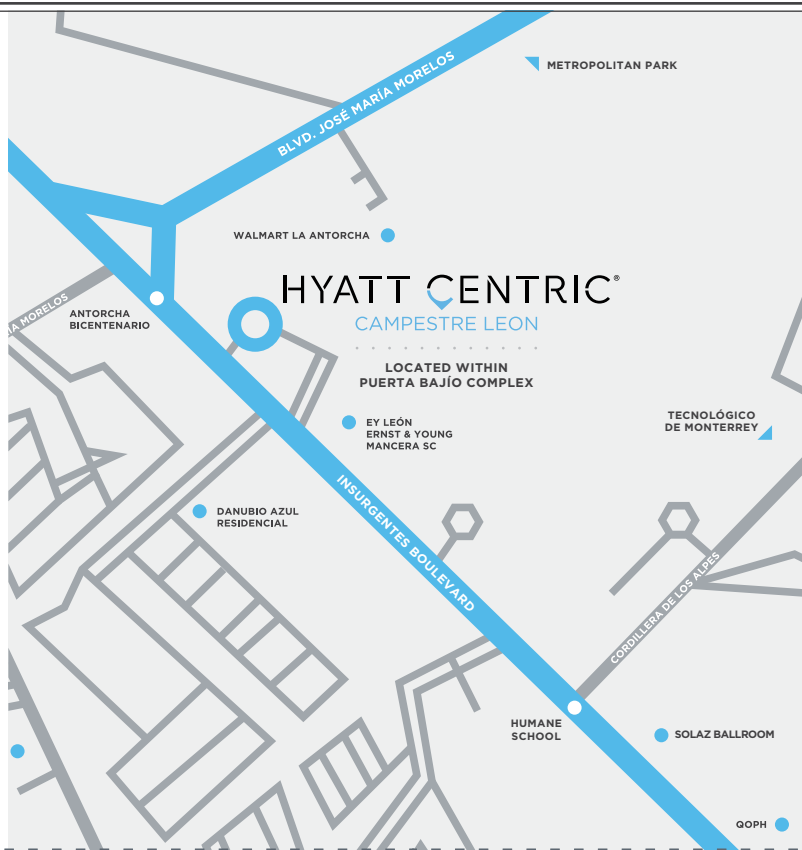 METROPOLITAN PARK
BLVD. JOSÉ MARÍA MORELOS
WALMART LA ANTORCHA
HYATT CENTRIC®
CAMPESTRE LEON
LOCATED WITHIN
PUERTA BAJÍO COMPLEX
ANTORCHA
BICENTENARIO
MORELOS
EY LEÓN
ERNST & YOUNG
MANCERA SC
TECNOLÓGICO
DE MONTERREY
DANUBIO AZUL
RESIDENCIAL
INSURGENTES BOULEVARD
CORDILLERA DE LOS ALPES
HUMANE
SCHOOL
SOLAZ BALLROOM
QOPH